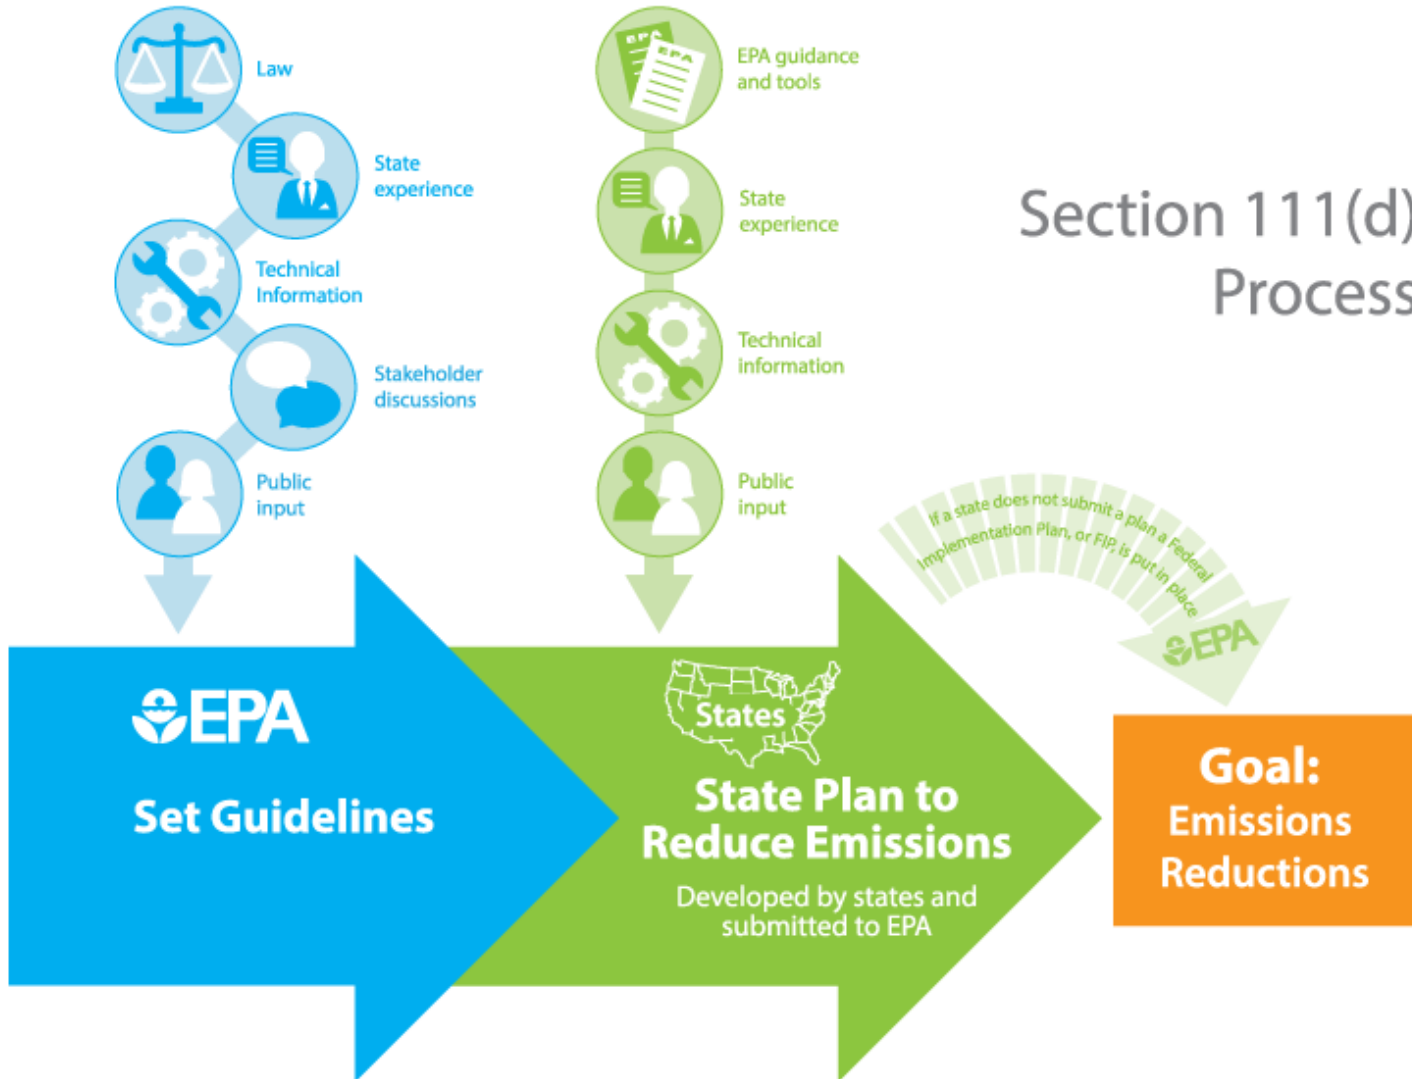 Law
State
experience
Technical
Information
Stakeholder
discussions
Public
input
EPA
EPA
EPA guidance
and tools
State
experience
Technical
information
Public
input
Section 111(d)
Process
If a state does not submit a plan a Federal
Implementation Plan, or FIP, is put in place
EPA
EPA
Set Guidelines
States
State Plan to
Reduce Emissions
Developed by states and
submitted to EPA
Goal:
Emissions
Reductions